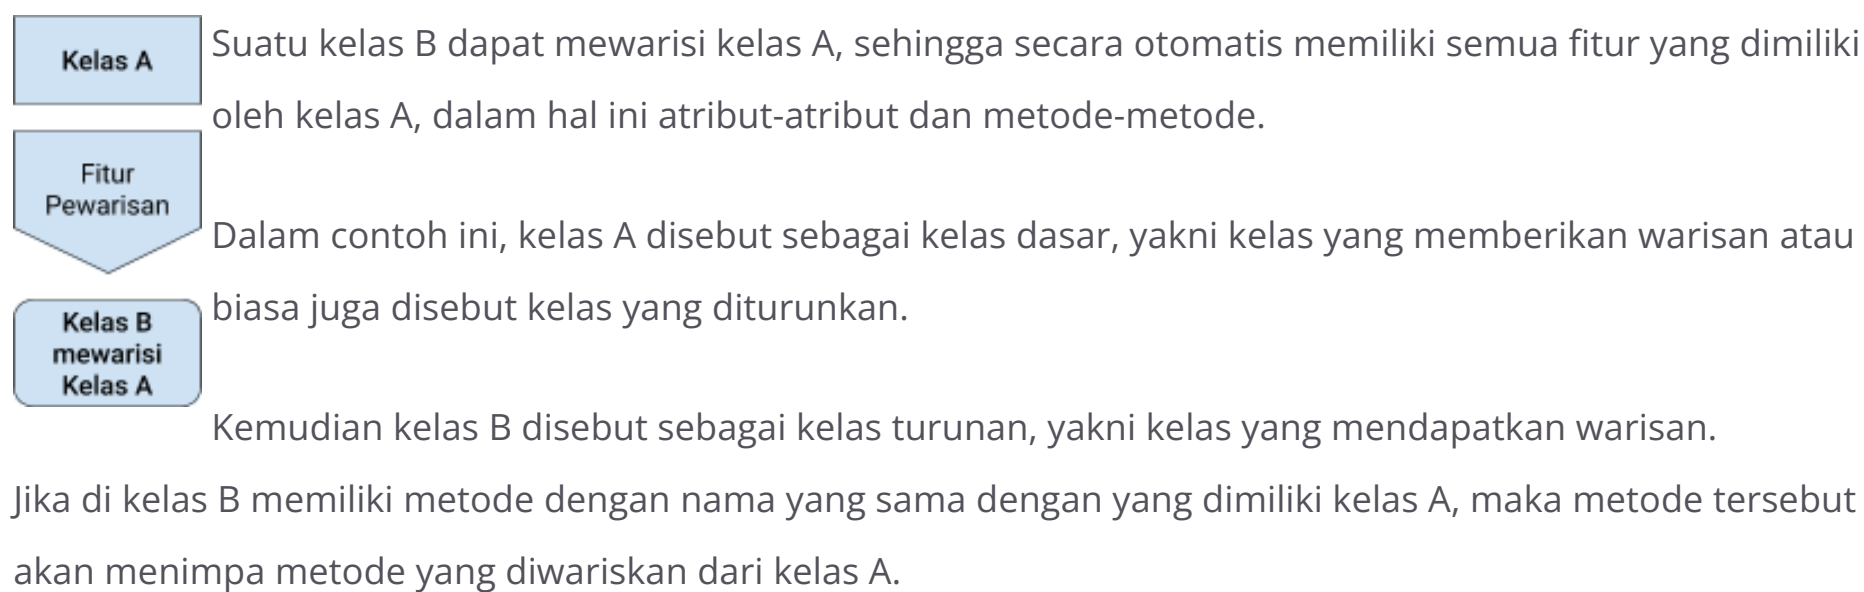 Kelas A
Fitur
Pewarisan
Kelas B
mewarisi
Kelas A
Suatu kelas B dapat mewarisi kelas A, sehingga secara otomatis memiliki semua fitur yang dimiliki
oleh kelas A, dalam hal ini atribut-atribut dan metode-metode.
Dalam contoh ini, kelas A disebut sebagai kelas dasar, yakni kelas yang memberikan warisan atau
biasa juga disebut kelas yang diturunkan.
Kemudian kelas B disebut sebagai kelas turunan, yakni kelas yang mendapatkan warisan.
Jika di kelas B memiliki metode dengan nama yang sama dengan yang dimiliki kelas A, maka metode tersebut
akan menimpa metode yang diwariskan dari kelas A.